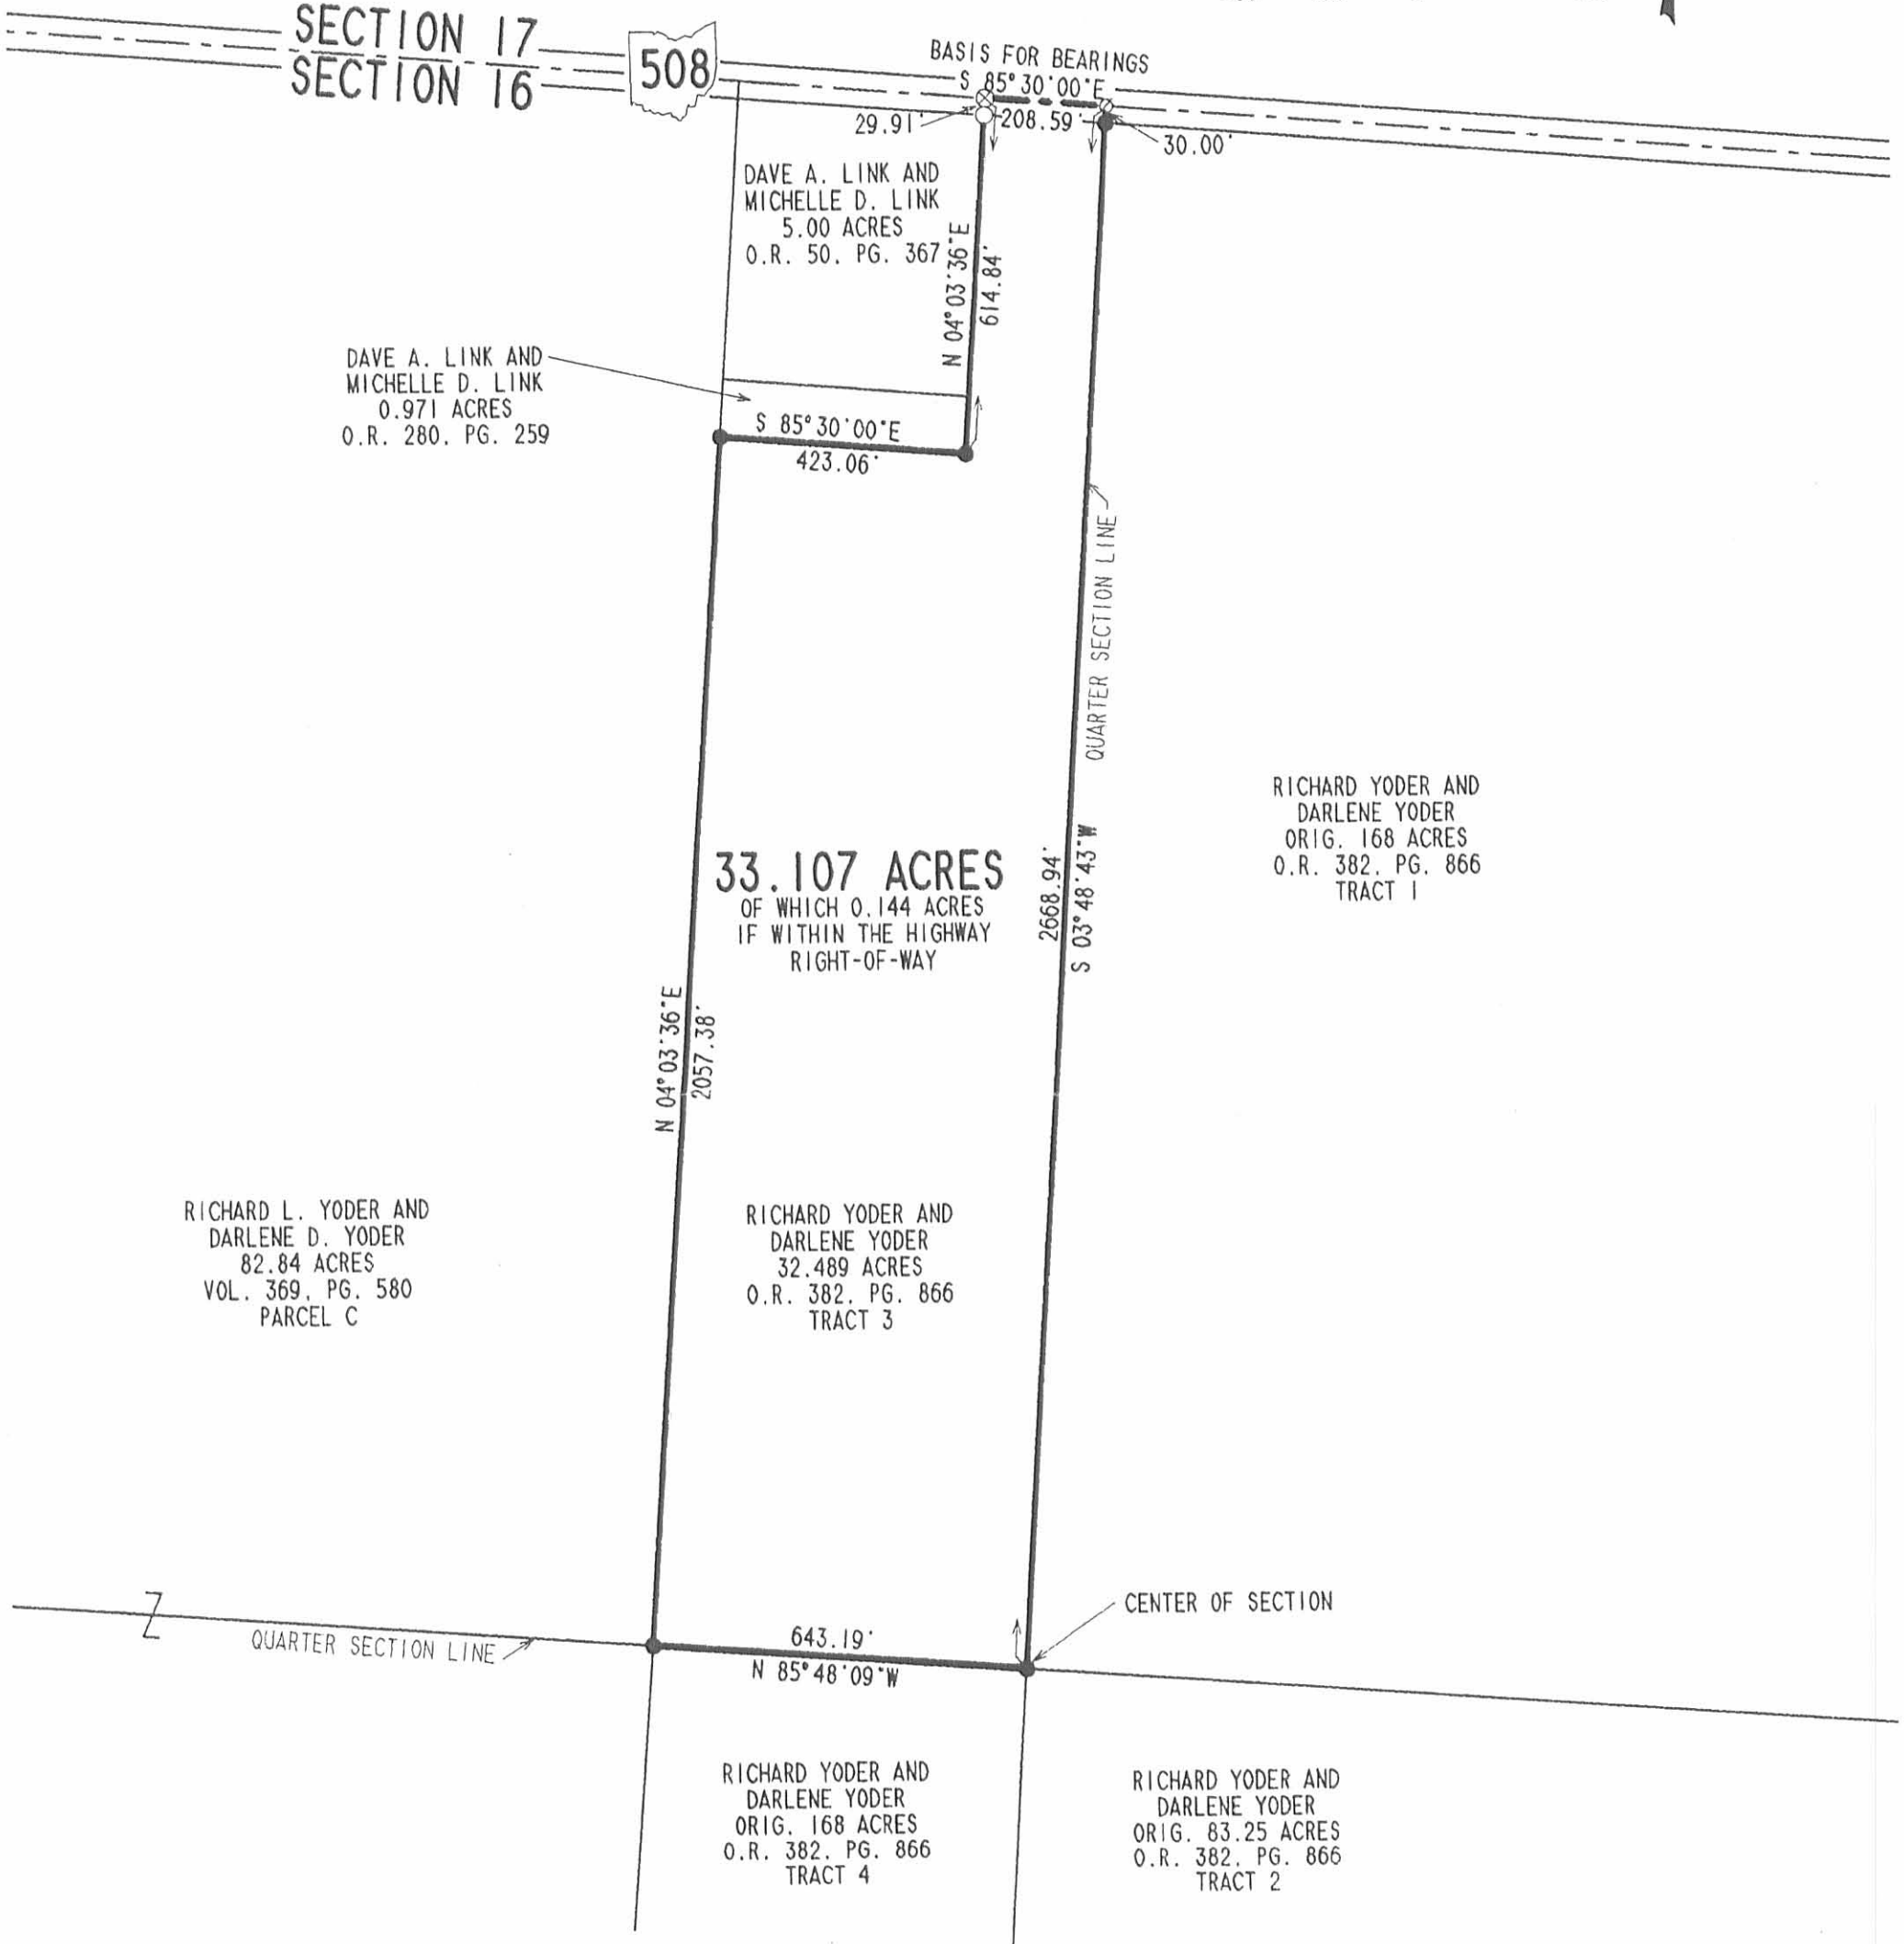 SECTION 17
SECTION 16
508
BASIS FOR BEARINGS
S 85°30'00"E
29.91'
208.59'
30.00'
DAVE A. LINK AND
MICHELLE D. LINK
5.00 ACRES
O.R. 50, PG. 367
N 04°03'36"E
614.84'
DAVE A. LINK AND
MICHELLE D. LINK
0.971 ACRES
O.R. 280, PG. 259
S 85°30'00"E
423.06'
QUARTER SECTION LINE
RICHARD YODER AND
DARLENE YODER
ORIG. 168 ACRES
O.R. 382, PG. 866
TRACT 1
33.107 ACRES
OF WHICH 0.144 ACRES
IF WITHIN THE HIGHWAY
RIGHT-OF-WAY
2668.94'
S 03°48'43"W
N 04°03'36"E
2057.38'
RICHARD L. YODER AND
DARLENE D. YODER
82.84 ACRES
VOL. 369, PG. 580
PARCEL C
RICHARD YODER AND
DARLENE YODER
32.489 ACRES
O.R. 382, PG. 866
TRACT 3
CENTER OF SECTION
QUARTER SECTION LINE
643.19'
N 85°48'09"W
RICHARD YODER AND
DARLENE YODER
ORIG. 168 ACRES
O.R. 382, PG. 866
TRACT 4
RICHARD YODER AND
DARLENE YODER
ORIG. 83.25 ACRES
O.R. 382, PG. 866
TRACT 2